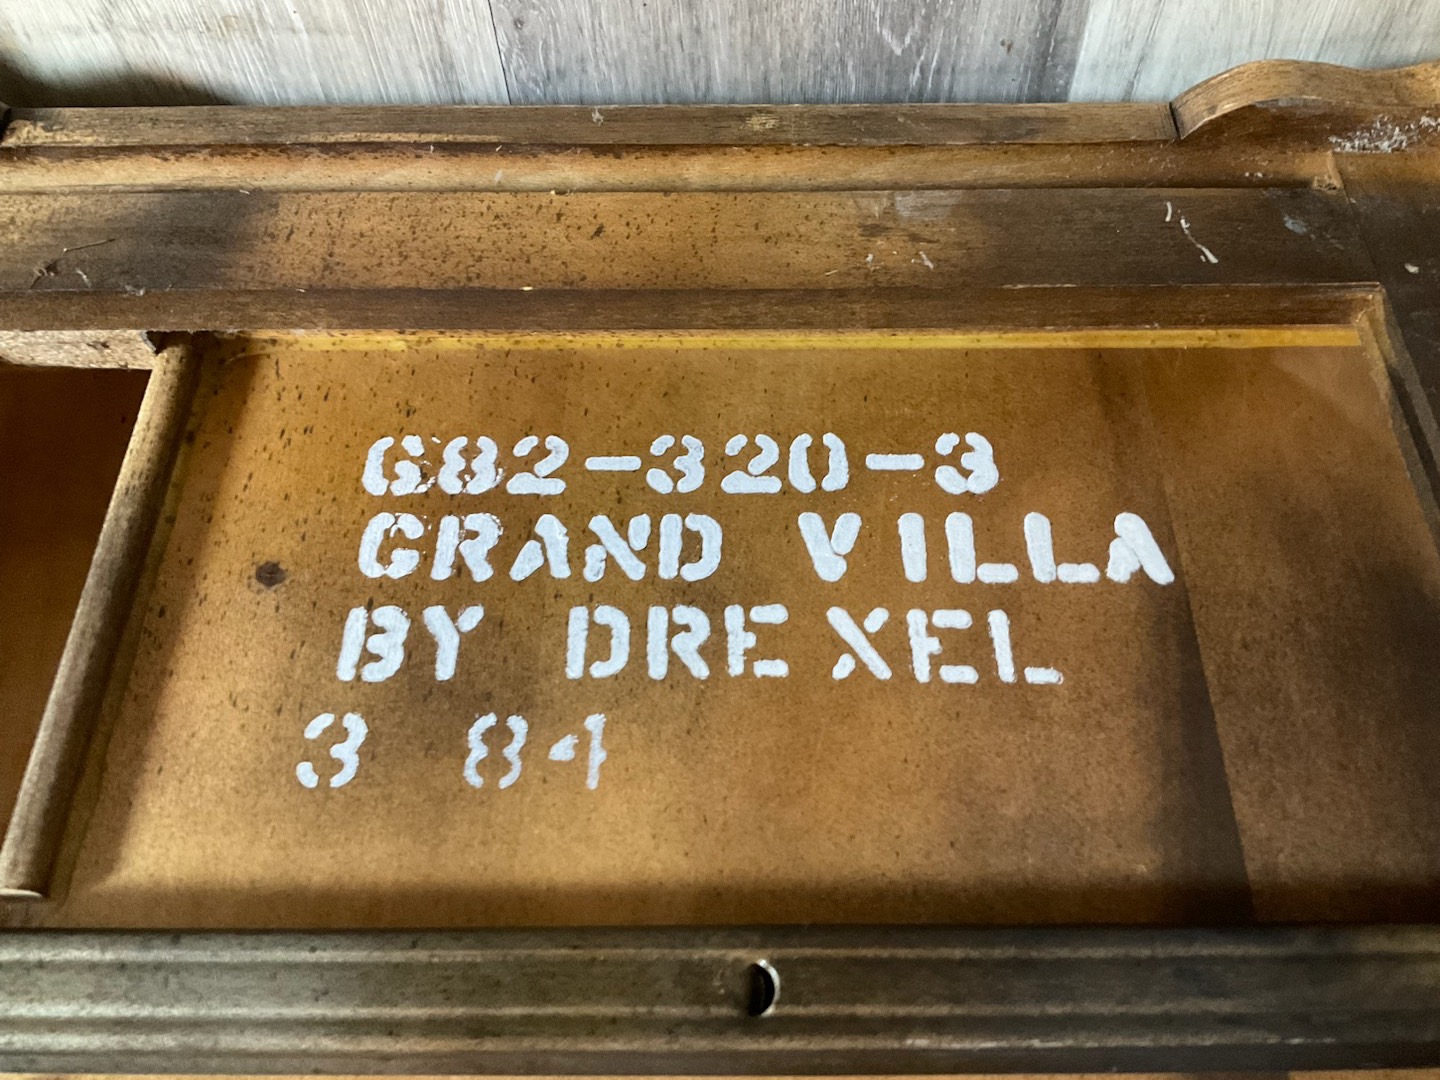 G82-320-3
GRAND VILLA
BY DREXEL
3 84